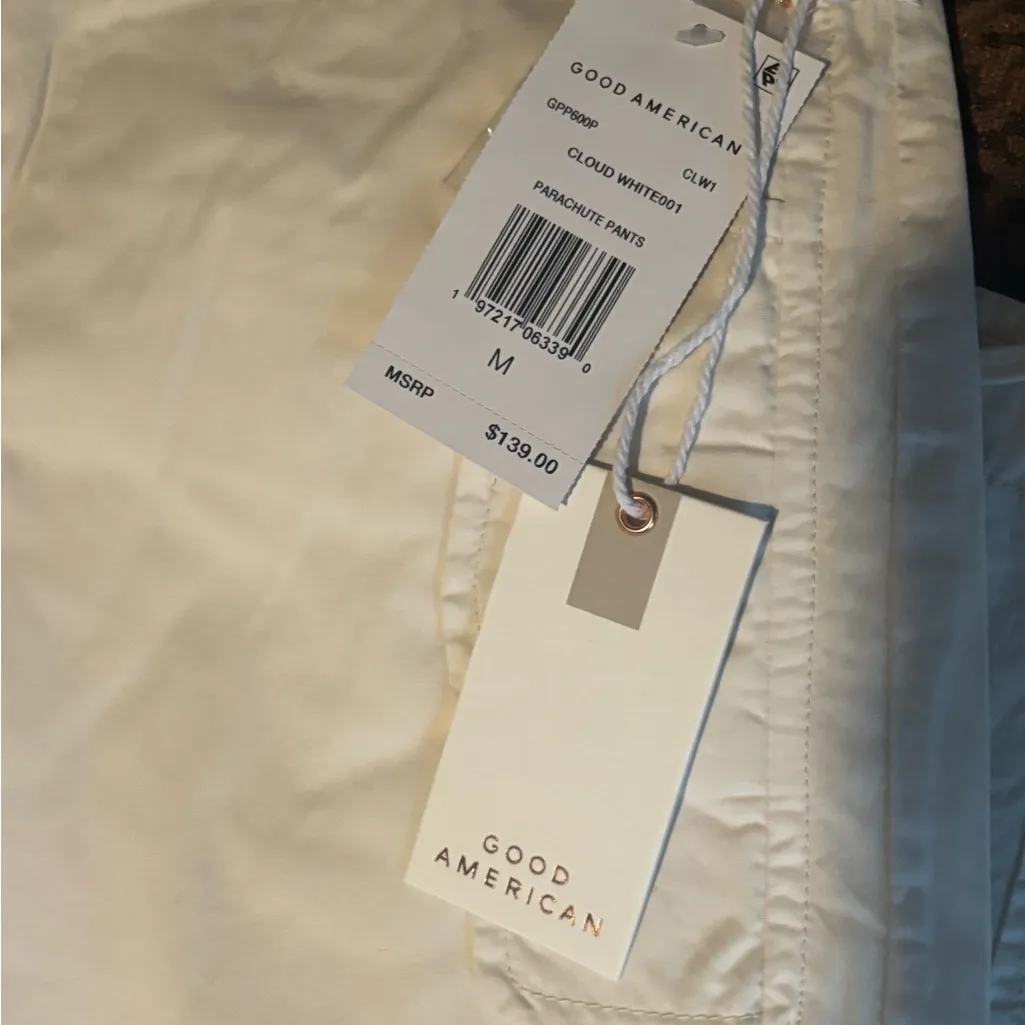 GOOD AMERICAN
GPP600P CLW1
CLOUD WHITE001
PARACHUTE PANTS
1 97217 06339 0
M
MSRP
$139.00
GOOD
AMERICAN